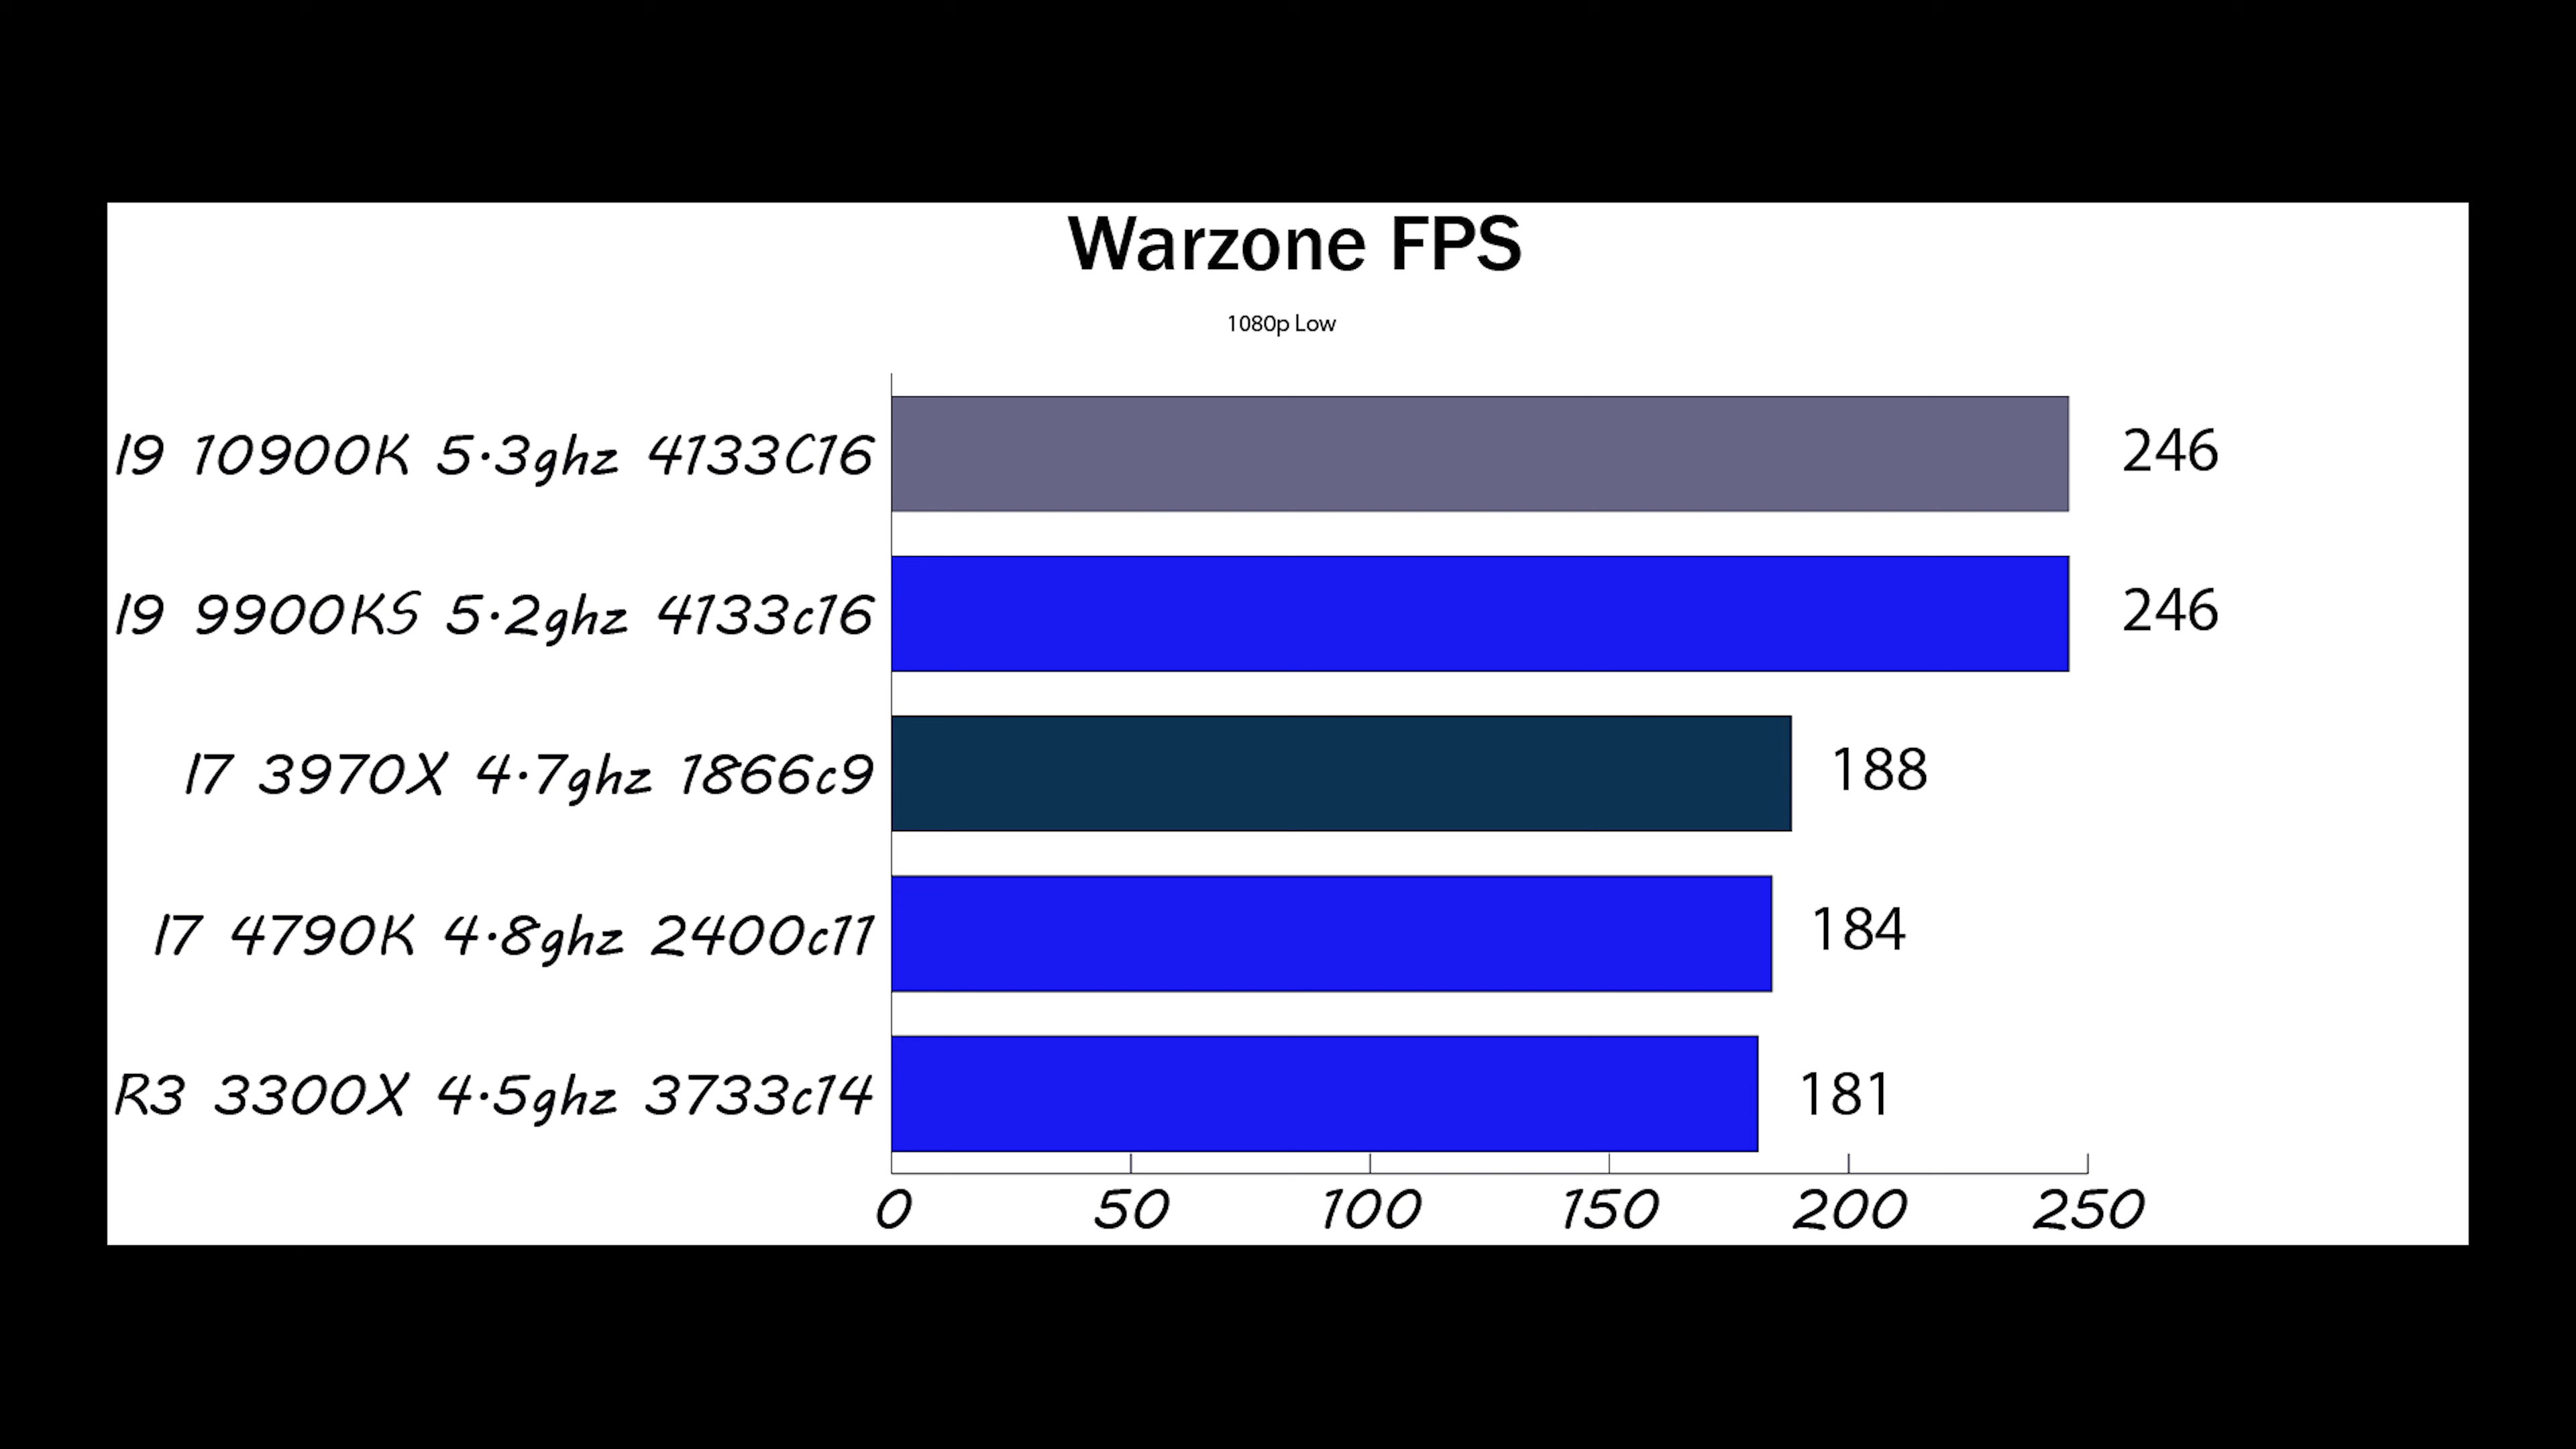 Warzone FPS
1080p Low
I9 10900K 5.3ghz 4133C16
246
I9 9900KS 5.2ghz 4133c16
246
I7 3970X 4.7ghz 1866c9
188
I7 4790K 4.8ghz 2400c11
184
R3 3300X 4.5ghz 3733c14
181
0 50 100 150 200 250